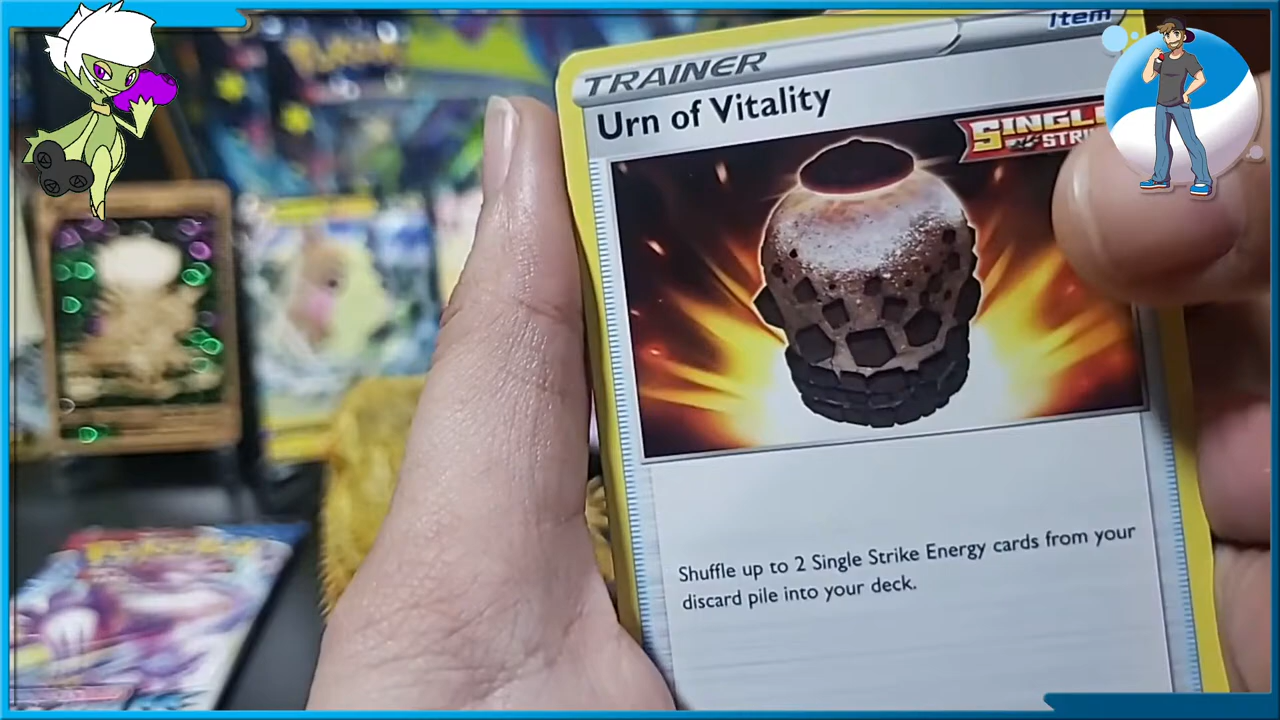 Item
TRAINER
Urn of Vitality
SINGLE
Shuffle up to 2 Single Strike Energy cards from your
discard pile into your deck.